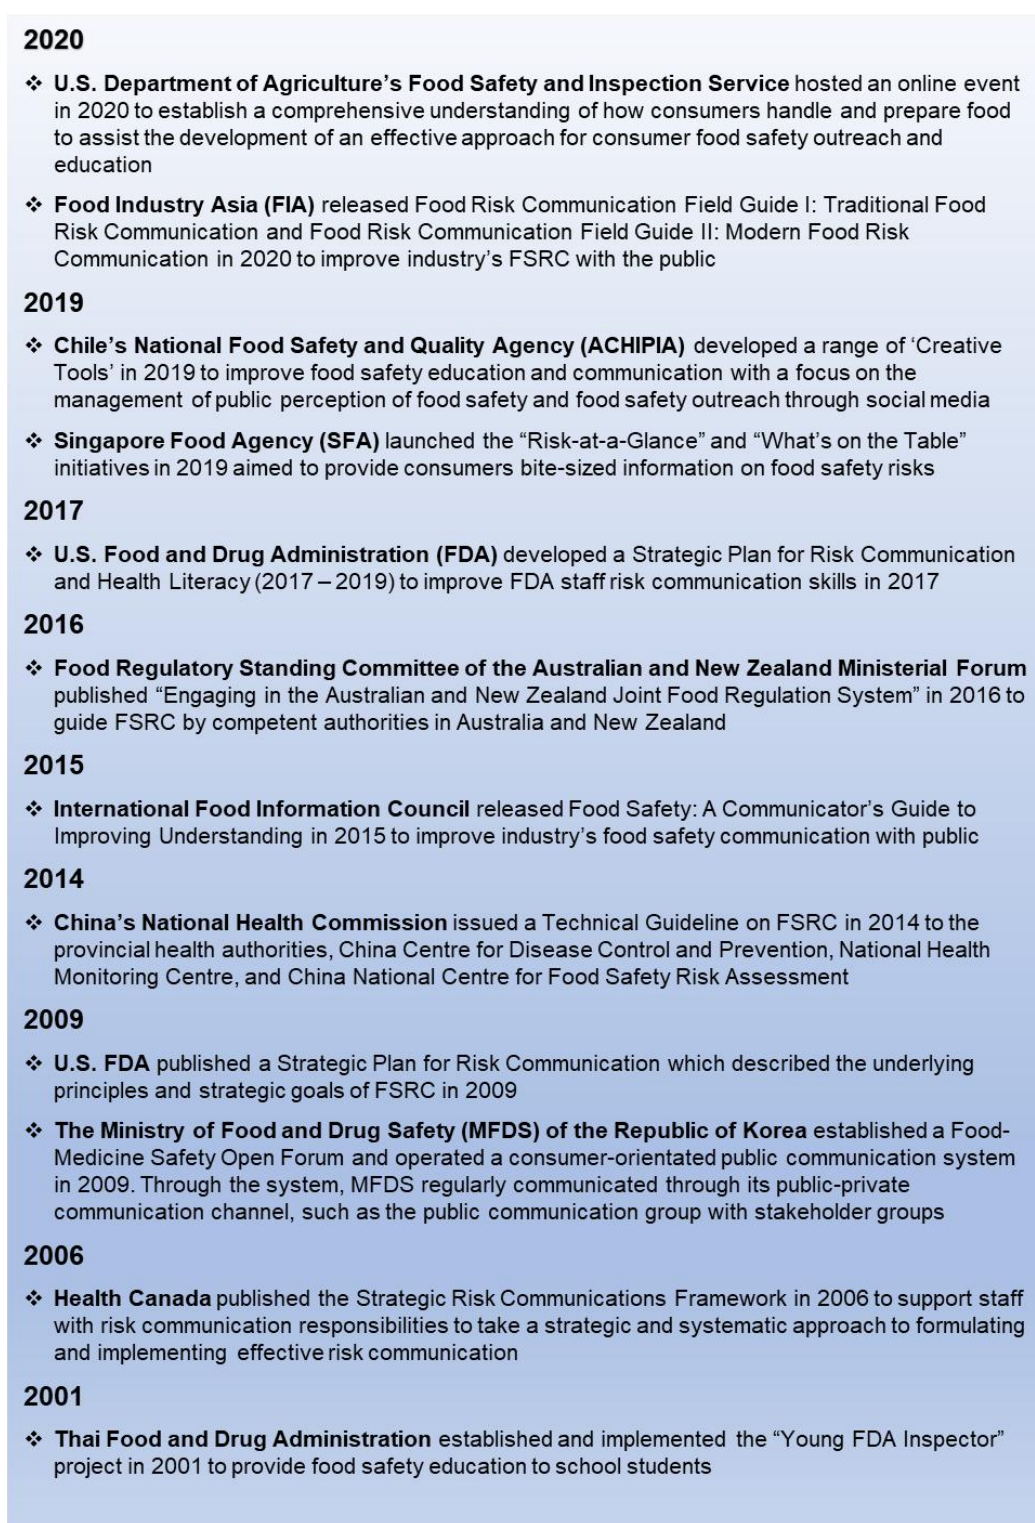 2020
❖ U.S. Department of Agriculture’s Food Safety and Inspection Service hosted an online event
in 2020 to establish a comprehensive understanding of how consumers handle and prepare food
to assist the development of an effective approach for consumer food safety outreach and
education
❖ Food Industry Asia (FIA) released Food Risk Communication Field Guide I: Traditional Food
Risk Communication and Food Risk Communication Field Guide II: Modern Food Risk
Communication in 2020 to improve industry’s FSRC with the public
2019
❖ Chile’s National Food Safety and Quality Agency (ACHIPIA) developed a range of ‘Creative
Tools’ in 2019 to improve food safety education and communication with a focus on the
management of public perception of food safety and food safety outreach through social media
❖ Singapore Food Agency (SFA) launched the “Risk-at-a-Glance” and “What’s on the Table”
initiatives in 2019 aimed to provide consumers bite-sized information on food safety risks
2017
❖ U.S. Food and Drug Administration (FDA) developed a Strategic Plan for Risk Communication
and Health Literacy (2017 – 2019) to improve FDA staff risk communication skills in 2017
2016
❖ Food Regulatory Standing Committee of the Australian and New Zealand Ministerial Forum
published “Engaging in the Australian and New Zealand Joint Food Regulation System” in 2016 to
guide FSRC by competent authorities in Australia and New Zealand
2015
❖ International Food Information Council released Food Safety: A Communicator’s Guide to
Improving Understanding in 2015 to improve industry’s food safety communication with public
2014
❖ China’s National Health Commission issued a Technical Guideline on FSRC in 2014 to the
provincial health authorities, China Centre for Disease Control and Prevention, National Health
Monitoring Centre, and China National Centre for Food Safety Risk Assessment
2009
❖ U.S. FDA published a Strategic Plan for Risk Communication which described the underlying
principles and strategic goals of FSRC in 2009
❖ The Ministry of Food and Drug Safety (MFDS) of the Republic of Korea established a Food-
Medicine Safety Open Forum and operated a consumer-orientated public communication system
in 2009. Through the system, MFDS regularly communicated through its public-private
communication channel, such as the public communication group with stakeholder groups
2006
❖ Health Canada published the Strategic Risk Communications Framework in 2006 to support staff
with risk communication responsibilities to take a strategic and systematic approach to formulating
and implementing effective risk communication
2001
❖ Thai Food and Drug Administration established and implemented the “Young FDA Inspector”
project in 2001 to provide food safety education to school students